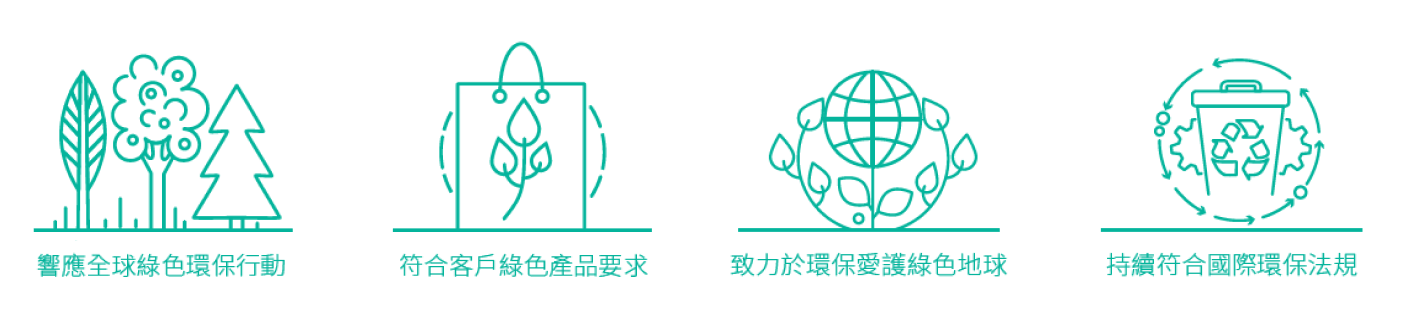 響應全球綠色環保行動
符合客戶綠色產品要求
致力於環保愛護綠色地球
持續符合國際環保法規